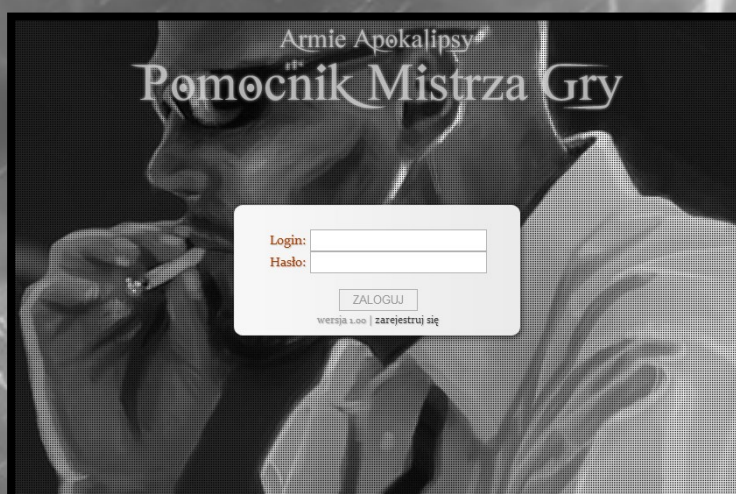 Armie Apokalipsy
Pomocnik Mistrza Gry
Login:
Hasło:
ZALOGUJ
wersja 1.00 | zarejestruj się